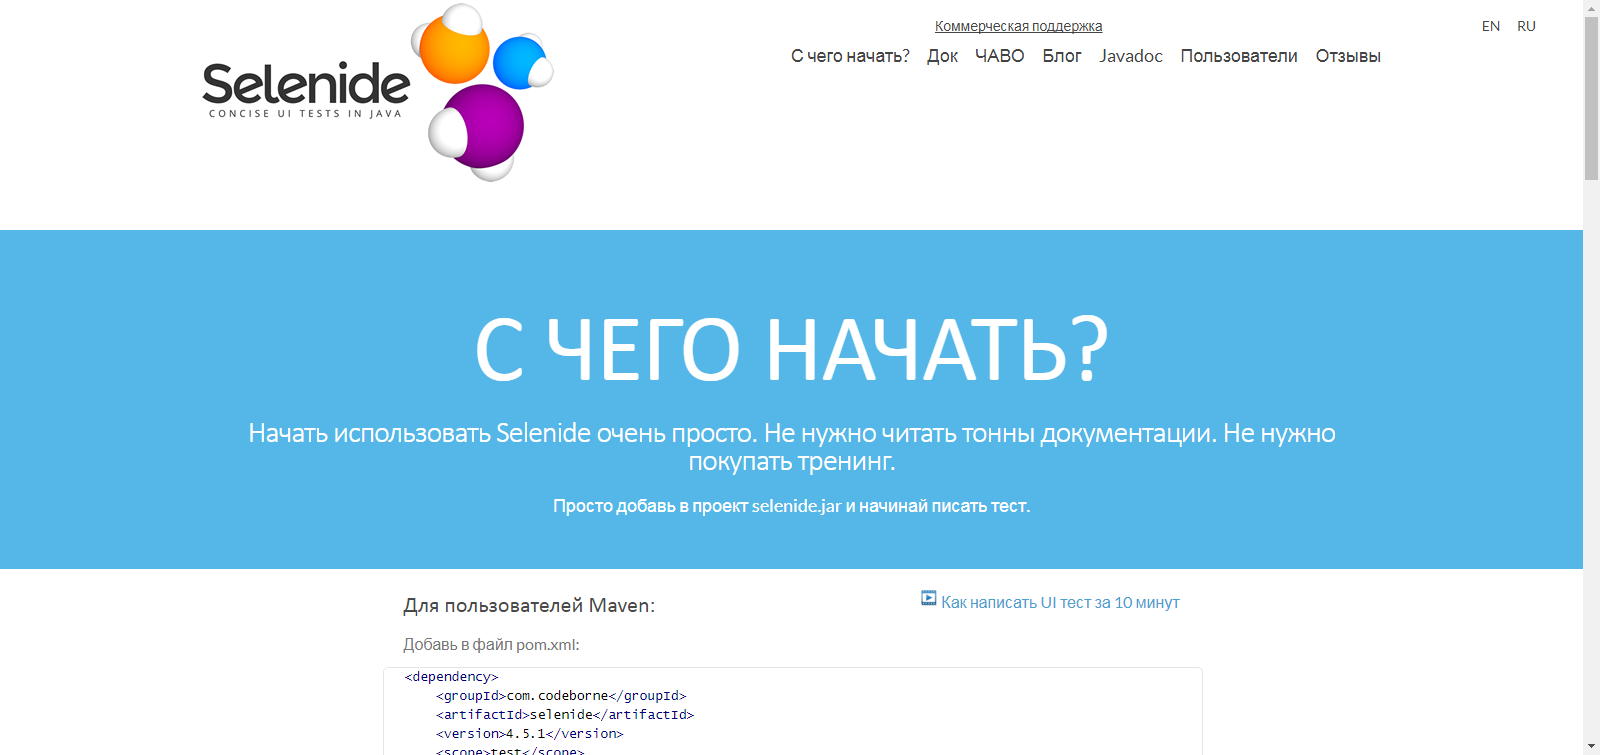 Коммерческая поддержка
EN RU
С чего начать? Док ЧАВО Блог Javadoc Пользователи Отзывы
Selenide
CONCISE UI TESTS IN JAVA
С ЧЕГО НАЧАТЬ?
Начать использовать Selenide очень просто. Не нужно читать тонны документации. Не нужно
покупать тренинг.
Просто добавь в проект selenide.jar и начинай писать тест.
Для пользователей Maven:
Как написать UI тест за 10 минут
Добавь в файл pom.xml:
<dependency>
    <groupId>com.codeborne</groupId>
    <artifactId>selenide</artifactId>
    <version>4.5.1</version>
    <scope>test</scope>